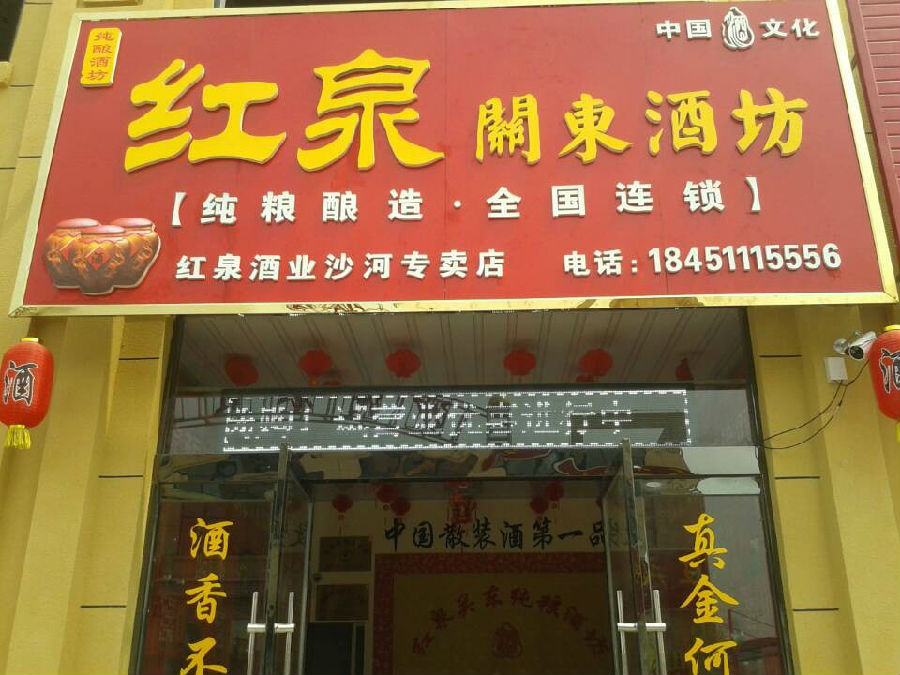 中国酒文化
纯酿酒坊
红泉 關東酒坊
【纯粮酿造·全国连锁】
酒
红泉酒业沙河专卖店 电话:18451115556
酒
酒
中国散装酒第一品
酒香不
真金何